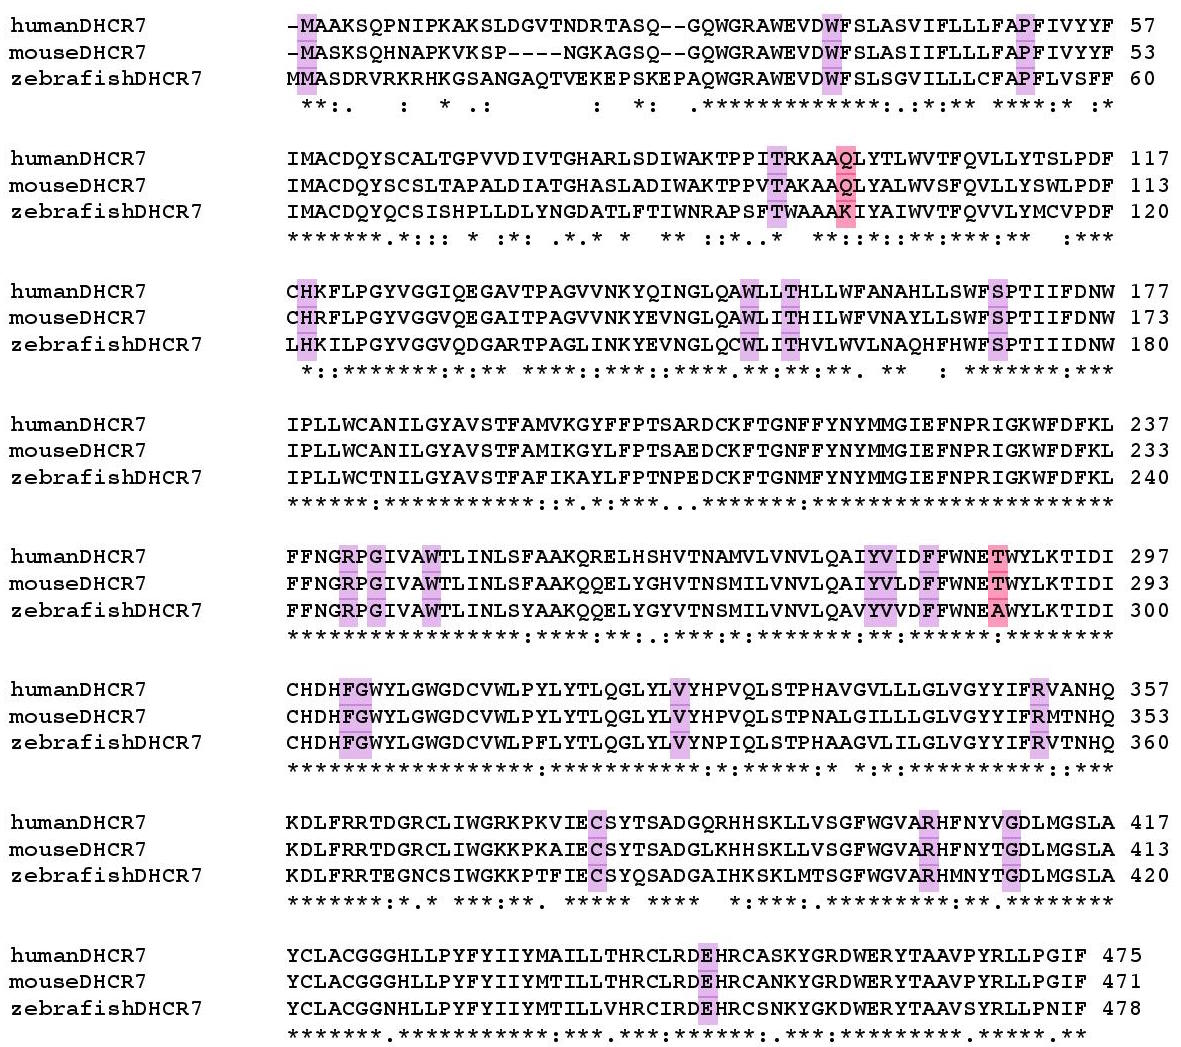 humanDHCR7 -MAAKSQPNIPKAKSLDGVTNDRTASQ--GQWGRAWEVDWFSLASVIFLLLFAPFIVYYF 57
mouseDHCR7 -MASKSQHNAPKVKSP----NGKAGSQ--GQWGRAWEVDWFSLASIIFLLLFAPFIVYYF 53
zebrafishDHCR7 MMASDRVRKRHKGSANGAQTVEKEPSKEPAQWGRAWEVDWFSLSGVILLLCFAPFLVSFF 60
**:. : * .: : *: .*************:.:*:** ****:* :*
humanDHCR7 IMACDQYSCALTGPVVDIVTGHARLSDIWAKTPPITRKAAQLYTLWVTFQVLLYTSLPDF 117
mouseDHCR7 IMACDQYSCSLTAPALDIATGHASLADIWAKTPPVTAKAAQLYALWVSFQVLLYSWLPDF 113
zebrafishDHCR7 IMACDQYQCSISHPLLDLYNGDATLFTIWNRAPSFTWAAAKIYAIWVTFQVVLYMCVPDF 120
*******.*::: * :*: .*.* * ** ::*..* **::*::**:***:** :***
humanDHCR7 CHKFLPGYVGGIQEGAVTPAGVVNKYQINGLQAWLLTHLLWFANAHLLSWFSPTIIFDNW 177
mouseDHCR7 CHRFLPGYVGGVQEGAITPAGVVNKYEVNGLQAWLITHILWFVNAYLLSWFSPTIIFDNW 173
zebrafishDHCR7 LHKILPGYVGGVQDGARTPAGLINKYEVNGLQCWLITHVLWVLNAQHFHWFSPTIIIDNW 180
*::*******:*:** ****::***::****.**:**:**. ** : *******:***
humanDHCR7 IPLLWCANILGYAVSTFAMVKGYFFPTSARDCKFTGNFFYNYMMGIEFNPRIGKWFDFKL 237
mouseDHCR7 IPLLWCANILGYAVSTFAMIKGYLFPTSAEDCKFTGNFFYNYMMGIEFNPRIGKWFDFKL 233
zebrafishDHCR7 IPLLWCTNILGYAVSTFAFIKAYLFPTNPEDCKFTGNMFYNYMMGIEFNPRIGKWFDFKL 240
******:***********::*.*:***...*******:**********************
humanDHCR7 FFNGRPGIVAWTLINLSFAAKQRELHSHVTNAMVLVNVLQAIYVIDFFWNETWYLKTIDI 297
mouseDHCR7 FFNGRPGIVAWTLINLSFAAKQQELYGHVTNSMILVNVLQAIYVLDFFWNETWYLKTIDI 293
zebrafishDHCR7 FFNGRPGIVAWTLINLSYAAKQQELYGYVTNSMILVNVLQAVYVVDFFWNEAWYLKTIDI 300
*****************:****:**:.:***:*:*******:**:******:********
humanDHCR7 CHDHFGWYLGWGDCVWLPYLYTLQGLYLVYHPVQLSTPHAVGVLLLGLVGYYIFRVANHQ 357
mouseDHCR7 CHDHFGWYLGWGDCVWLPYLYTLQGLYLVYHPVQLSTPNALGILLLGLVGYYIFRMTNHQ 353
zebrafishDHCR7 CHDHFGWYLGWGDCVWLPFLYTLQGLYLVYNPIQLSTPHAAGVLILGLVGYYIFRVTNHQ 360
******************:***********:*:*****:* *:*:**********::***
humanDHCR7 KDLFRRTDGRCLIWGRKPKVIECSYTSADGQRHHSKLLVSGFWGVARHFNYVGDLMGSLA 417
mouseDHCR7 KDLFRRTDGRCLIWGKKPKAIECSYTSADGLKHHSKLLVSGFWGVARHFNYTGDLMGSLA 413
zebrafishDHCR7 KDLFRRTEGNCSIWGKKPTFIECSYQSADGAIHKSKLMTSGFWGVARHMNYTGDLMGSLA 420
*******:*.* ***:**. ***** **** *:***:.*********:**.********
humanDHCR7 YCLACGGGHLLPYFYIIYMAILLTHRCLRDEHRCASKYGRDWERYTAAVPYRLLPGIF 475
mouseDHCR7 YCLACGGGHLLPYFYIIYMTILLTHRCLRDEHRCANKYGRDWERYTAAVPYRLLPGIF 471
zebrafishDHCR7 YCLACGGNHLLPYFYIIYMTILLVHRCIRDEHRCSNKYGKDWERYTAAVSYRLLPNIF 478
*******.***********:***.***:******:.***:*********.*****.**